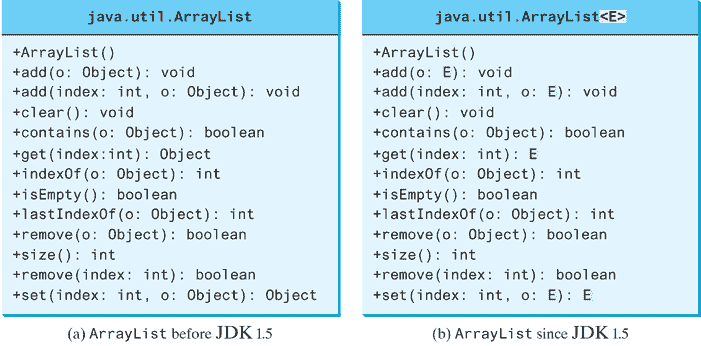 java.util.ArrayList
+ArrayList()
+add(o: Object): void
+add(index: int, o: Object): void
+clear(): void
+contains(o: Object): boolean
+get(index:int): Object
+indexOf(o: Object): int
+isEmpty(): boolean
+lastIndexOf(o: Object): int
+remove(o: Object): boolean
+size(): int
+remove(index: int): boolean
+set(index: int, o: Object): Object
(a) ArrayList before JDK 1.5
java.util.ArrayList<E>
+ArrayList()
+add(o: E): void
+add(index: int, o: E): void
+clear(): void
+contains(o: Object): boolean
+get(index: int): E
+indexOf(o: Object): int
+isEmpty(): boolean
+lastIndexOf(o: Object): int
+remove(o: Object): boolean
+size(): int
+remove(index: int): boolean
+set(index: int, o: E): E
(b) ArrayList since JDK 1.5